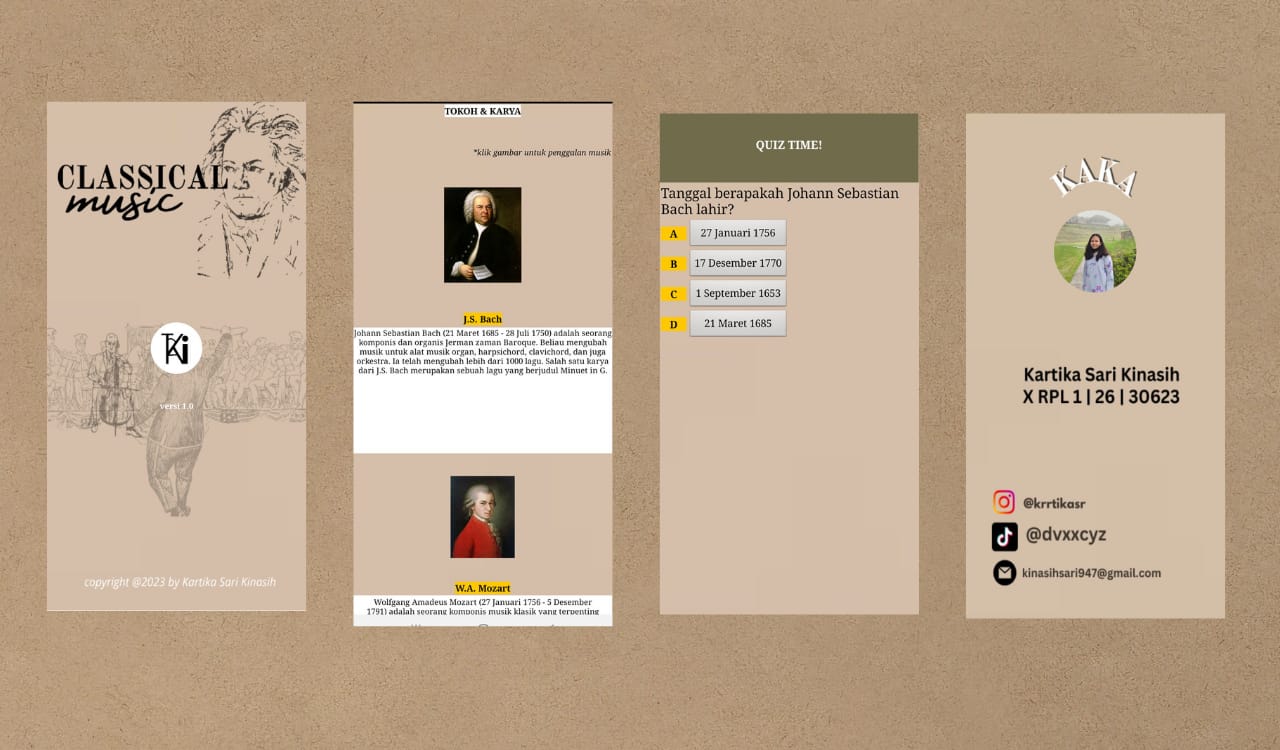 CLASSICAL
music
TKi
versi 1.0
copyright @2023 by Kartika Sari Kinasih
TOKOH & KARYA
*klik gambar untuk penggalan musik
J.S. Bach
Johann Sebastian Bach (21 Maret 1685 - 28 Juli 1750) adalah seorang
komponis dan organis Jerman zaman Baroque. Beliau mengubah
musik untuk alat musik organ, harpsichord, clavichord, dan juga
orkestra. Ia telah mengubah lebih dari 1000 lagu. Salah satu karya
dari J.S. Bach merupakan sebuah lagu yang berjudul Minuet in G.
W.A. Mozart
Wolfgang Amadeus Mozart (27 Januari 1756 - 5 Desember
1791) adalah seorang komponis musik klasik yang terpenting
QUIZ TIME!
Tanggal berapakah Johann Sebastian
Bach lahir?
A 27 Januari 1756
B 17 Desember 1770
C 1 September 1653
D 21 Maret 1685
KAKA
Kartika Sari Kinasih
X RPL 1 | 26 | 30623
@krrtikasr
@dvxxcyz
kinasihsari947@gmail.com